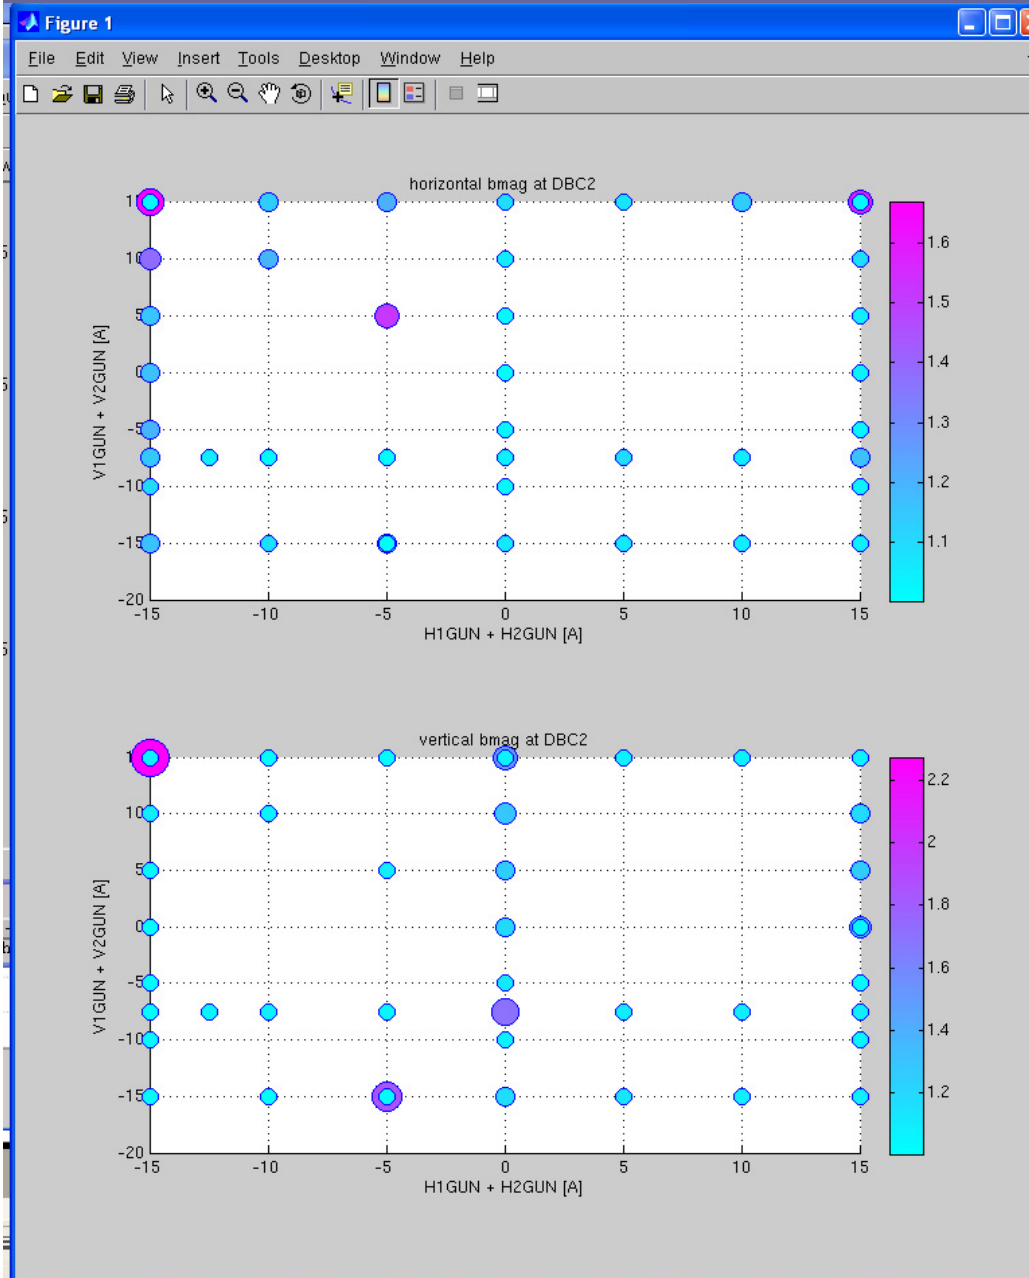 Figure 1
File Edit View Insert Tools Desktop Window Help
horizontal bmag at DBC2
10
5
0
-5
-10
-15
-20
-15 -10 -5 0 5 10 15
H1GUN + H2GUN [A]
V1GUN + V2GUN [A]
1.6
1.5
1.4
1.3
1.2
1.1
vertical bmag at DBC2
10
5
0
-5
-10
-15
-20
-15 -10 -5 0 5 10 15
H1GUN + H2GUN [A]
V1GUN + V2GUN [A]
2.2
2
1.8
1.6
1.4
1.2